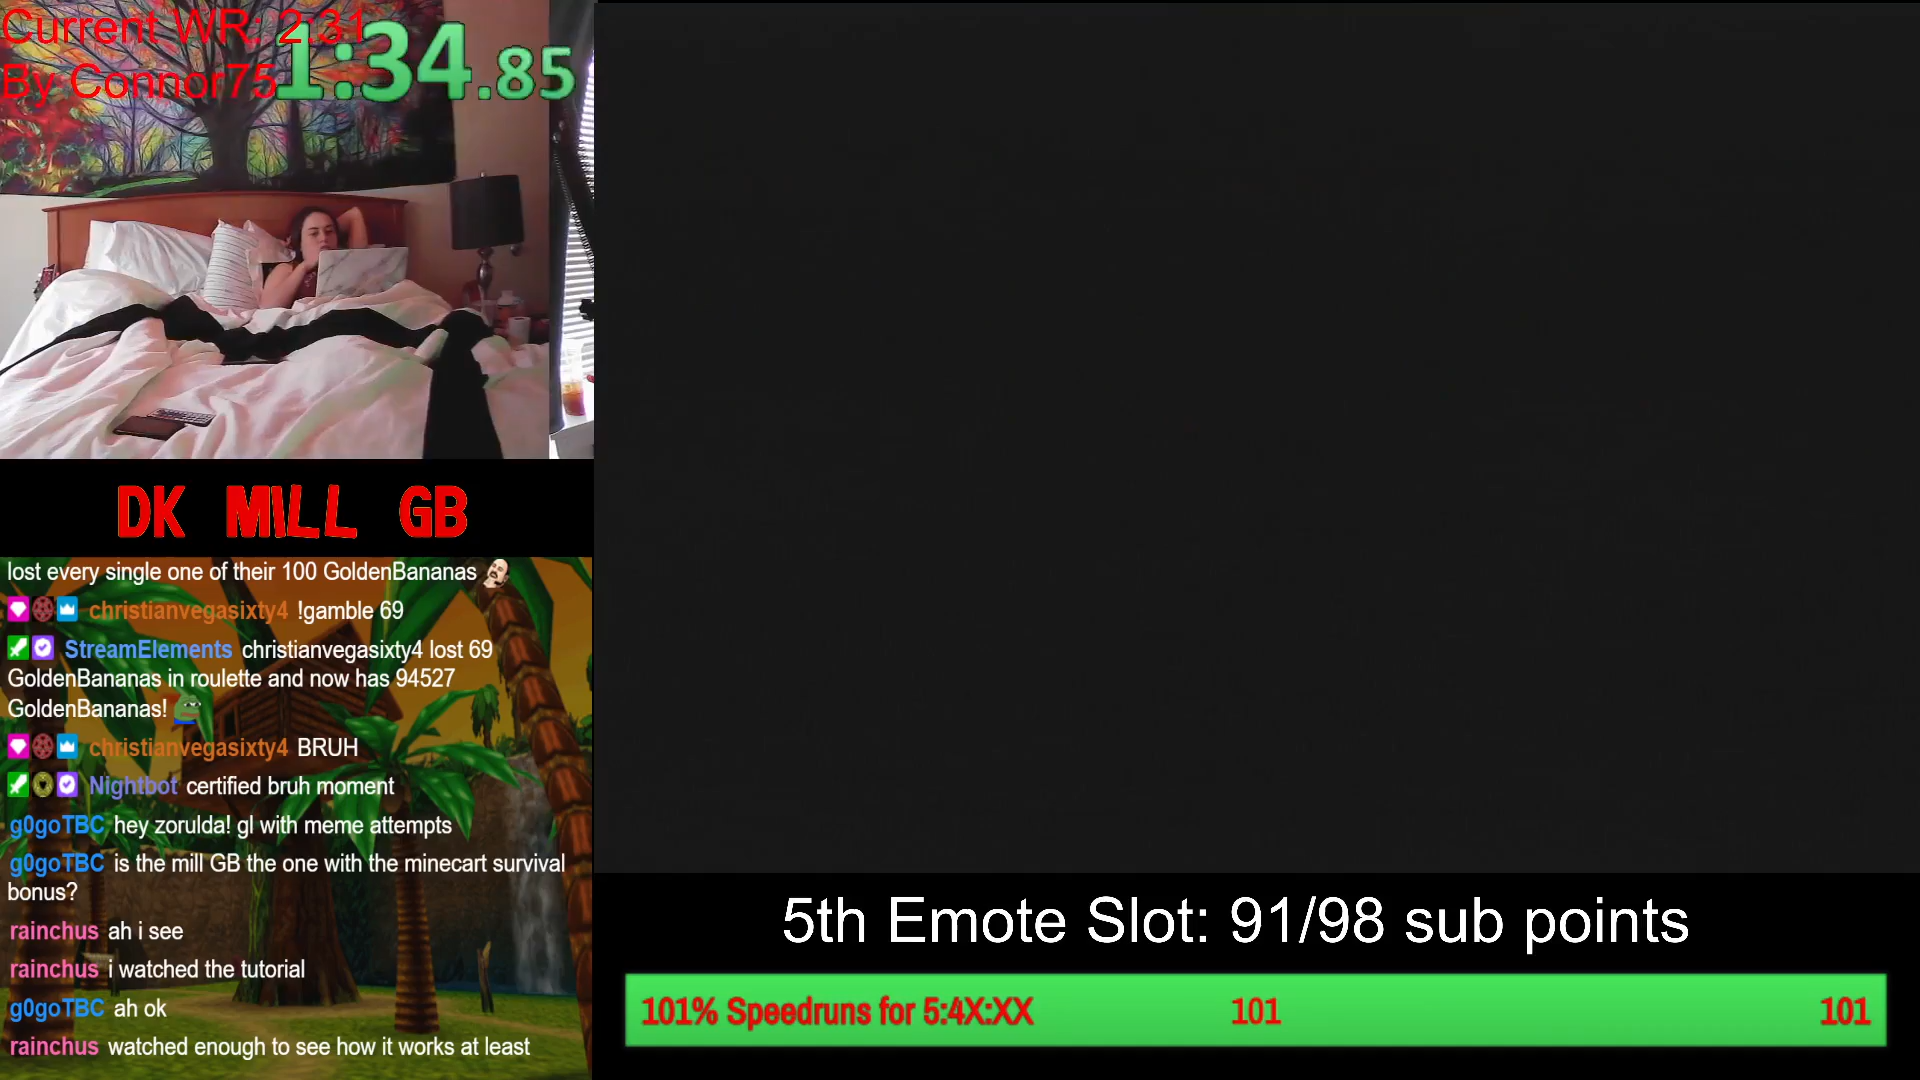 Current WR: 2:31
By Connor75
1:34.85
DK MILL GB
lost every single one of their 100 GoldenBananas
christianvegasixty4 !gamble 69
StreamElements christianvegasixty4 lost 69
GoldenBananas in roulette and now has 94527
GoldenBananas!
christianvegasixty4 BRUH
Nightbot certified bruh moment
g0goTBC hey zorulda! gl with meme attempts
g0goTBC is the mill GB the one with the minecart survival
bonus?
rainchus ah i see
rainchus i watched the tutorial
g0goTBC ah ok
rainchus watched enough to see how it works at least
5th Emote Slot: 91/98 sub points
101% Speedruns for 5:4X:XX 101 101